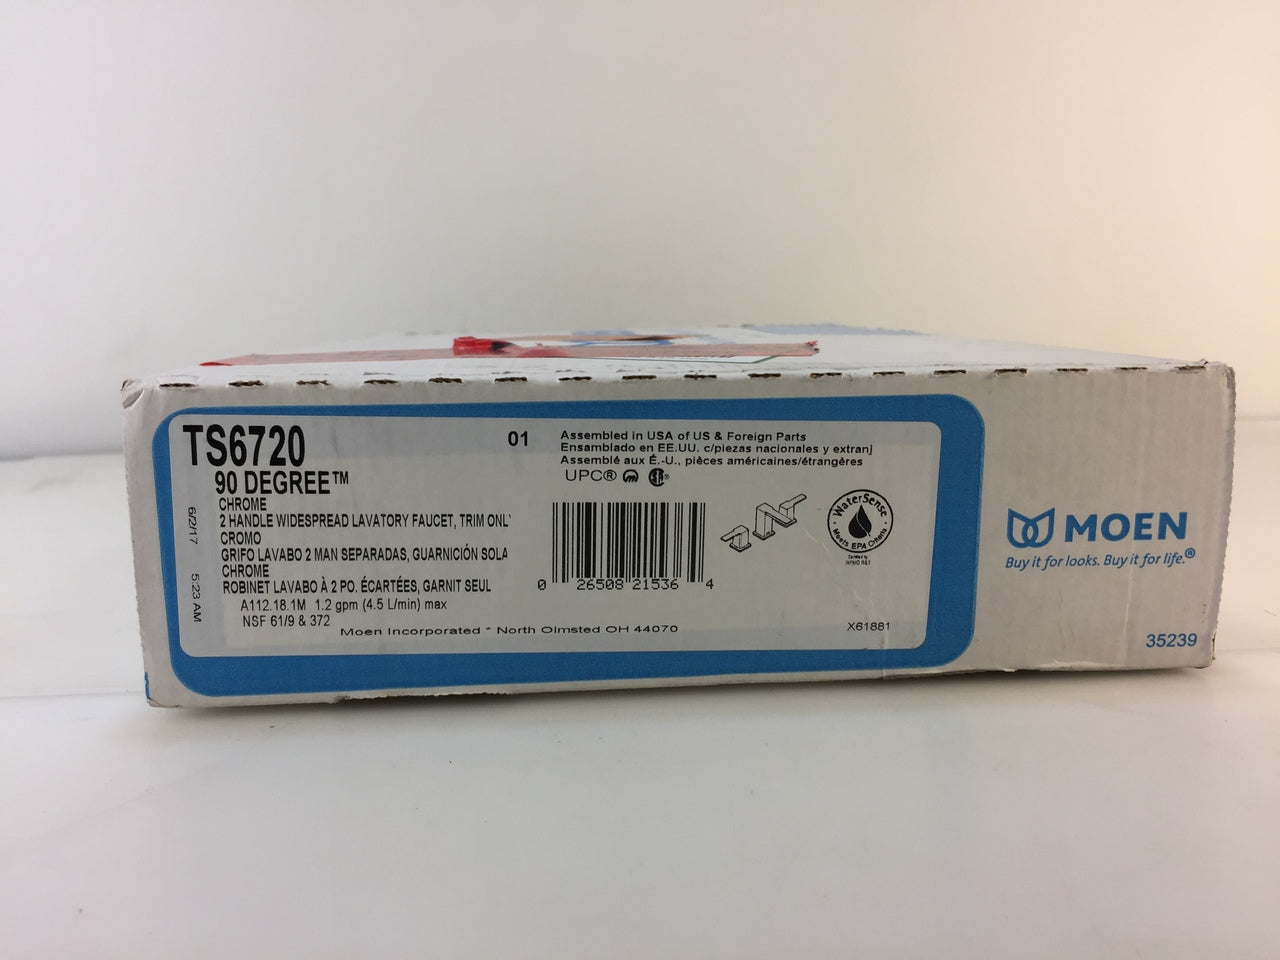 TS6720
90 DEGREE™
CHROME
2 HANDLE WIDESPREAD LAVATORY FAUCET, TRIM ONL
CROMO
GRIFO LAVABO 2 MAN SEPARADAS, GUARNICIÓN SOLA
CHROME
ROBINET LAVABO À 2 PO. ÉCARTÉES, GARNIT SEUL
A112.18.1M 1.2 gpm (4.5 L/min) max
NSF 61/9 & 372
Moen Incorporated * North Olmsted OH 44070
6/2/17 5:23 AM
01
Assembled in USA of US & Foreign Parts
Ensamblado en EE.UU. c/piezas nacionales y extranj
Assemblé aux É.-U., pièces américaines/étrangères
UPC®
0 26508 21536 4
WaterSense
Meets EPA Criteria
Certified by
IAPMO R&T
X61881
MOEN
Buy it for looks. Buy it for life.®
35239